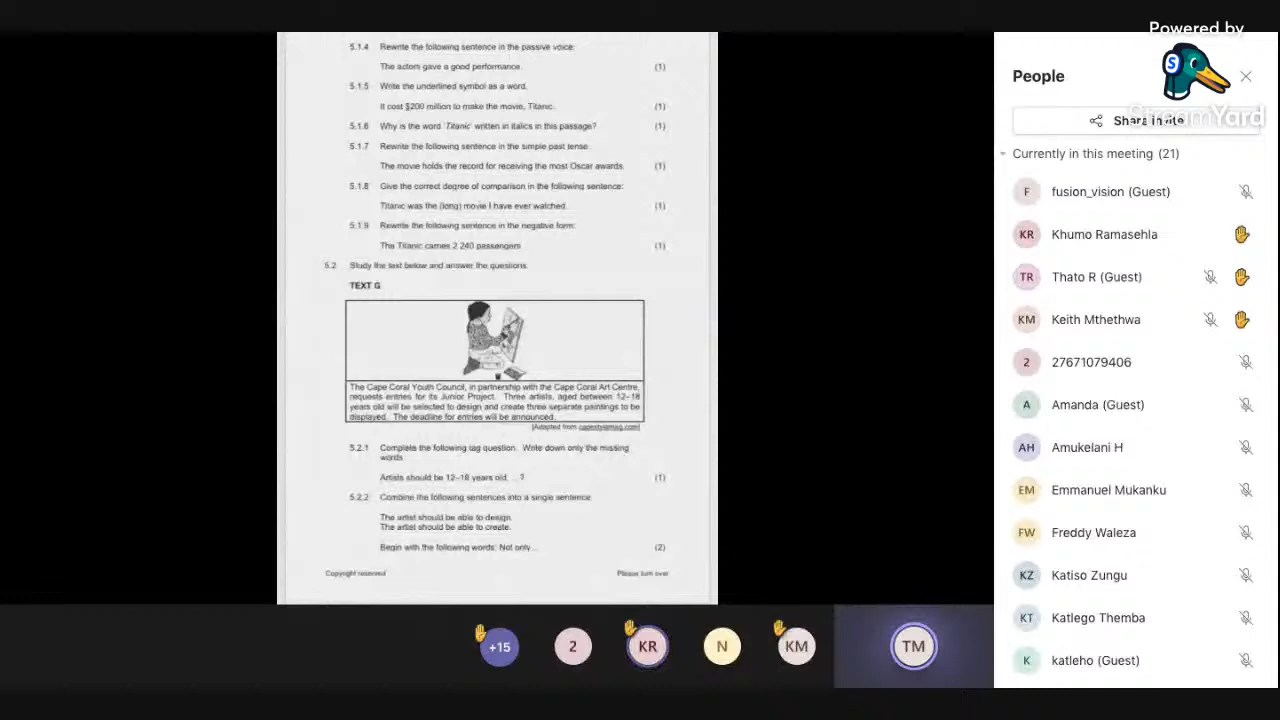 Powered by
StreamYard
5.1.4 Rewrite the following sentence in the passive voice:
The actors gave a good performance. (1)
5.1.5 Write the underlined symbol as a word.
It cost $200 million to make the movie, Titanic. (1)
5.1.6 Why is the word 'Titanic' written in italics in this passage? (1)
5.1.7 Rewrite the following sentence in the simple past tense:
The movie holds the record for receiving the most Oscar awards. (1)
5.1.8 Give the correct degree of comparison in the following sentence:
Titanic was the (long) movie I have ever watched. (1)
5.1.9 Rewrite the following sentence in the negative form:
The Titanic carries 2 240 passengers (1)
5.2 Study the text below and answer the questions.
TEXT G
The Cape Coral Youth Council, in partnership with the Cape Coral Art Centre,
requests entries for its Junior Project. Three artists, aged between 12–18
years old will be selected to design and create three separate paintings to be
displayed. The deadline for entries will be announced.
[Adapted from capestylemag.com]
5.2.1 Complete the following tag question. Write down only the missing
words.
Artists should be 12–18 years old, ...? (1)
5.2.2 Combine the following sentences into a single sentence.
The artist should be able to design.
The artist should be able to create.
Begin with the following words: Not only ... (2)
Copyright reserved Please turn over
People
Share invite
Currently in this meeting (21)
F fusion_vision (Guest)
KR Khumo Ramasehla
TR Thato R (Guest)
KM Keith Mthethwa
2 27671079406
A Amanda (Guest)
AH Amukelani H
EM Emmanuel Mukanku
FW Freddy Waleza
KZ Katiso Zungu
KT Katlego Themba
K katleho (Guest)
+15 2 KR N KM TM